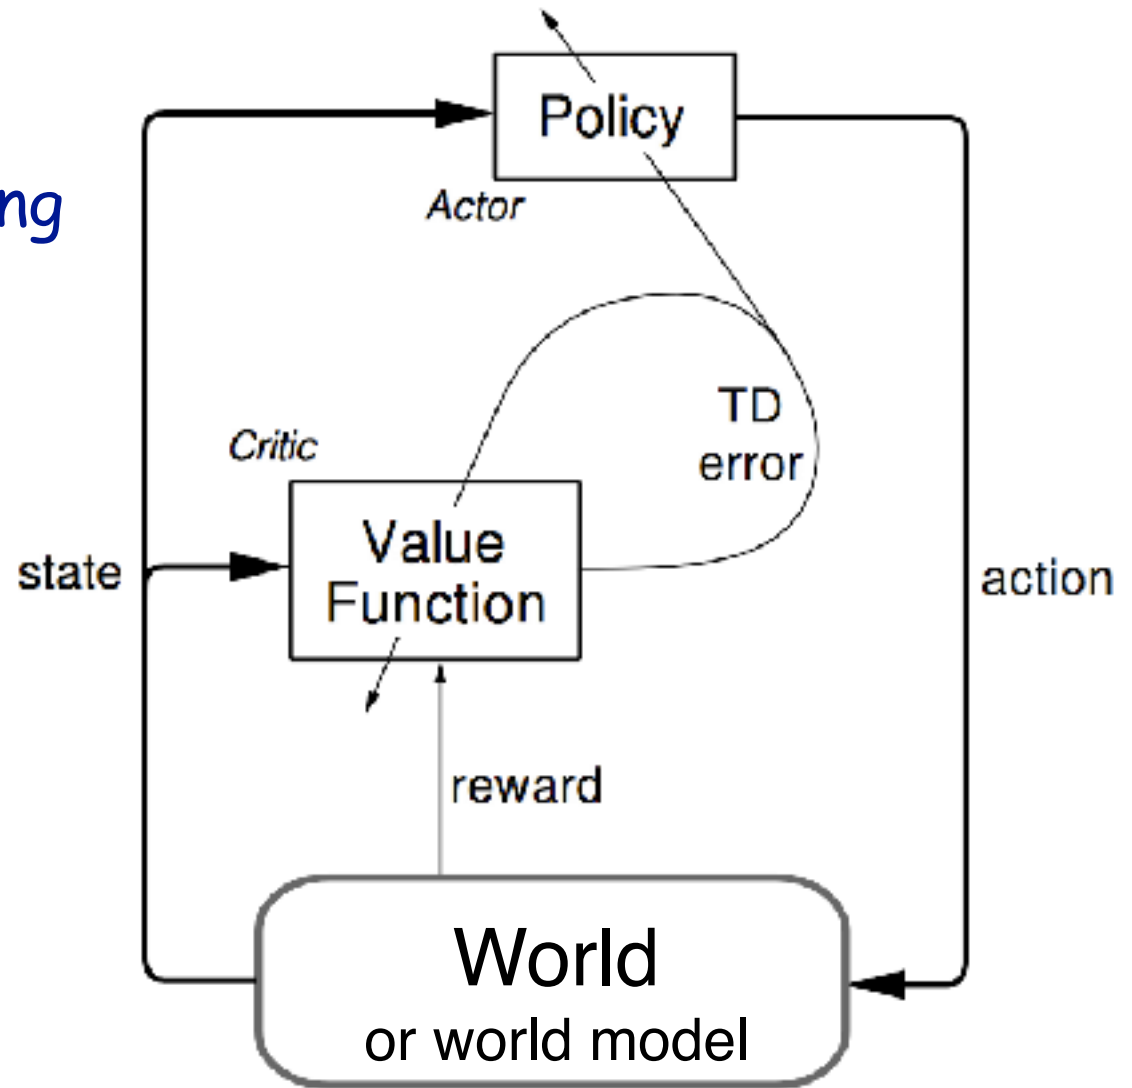 Policy
ng
Actor
TD
error
Critic
Value
Function
state
action
reward
World
or world model